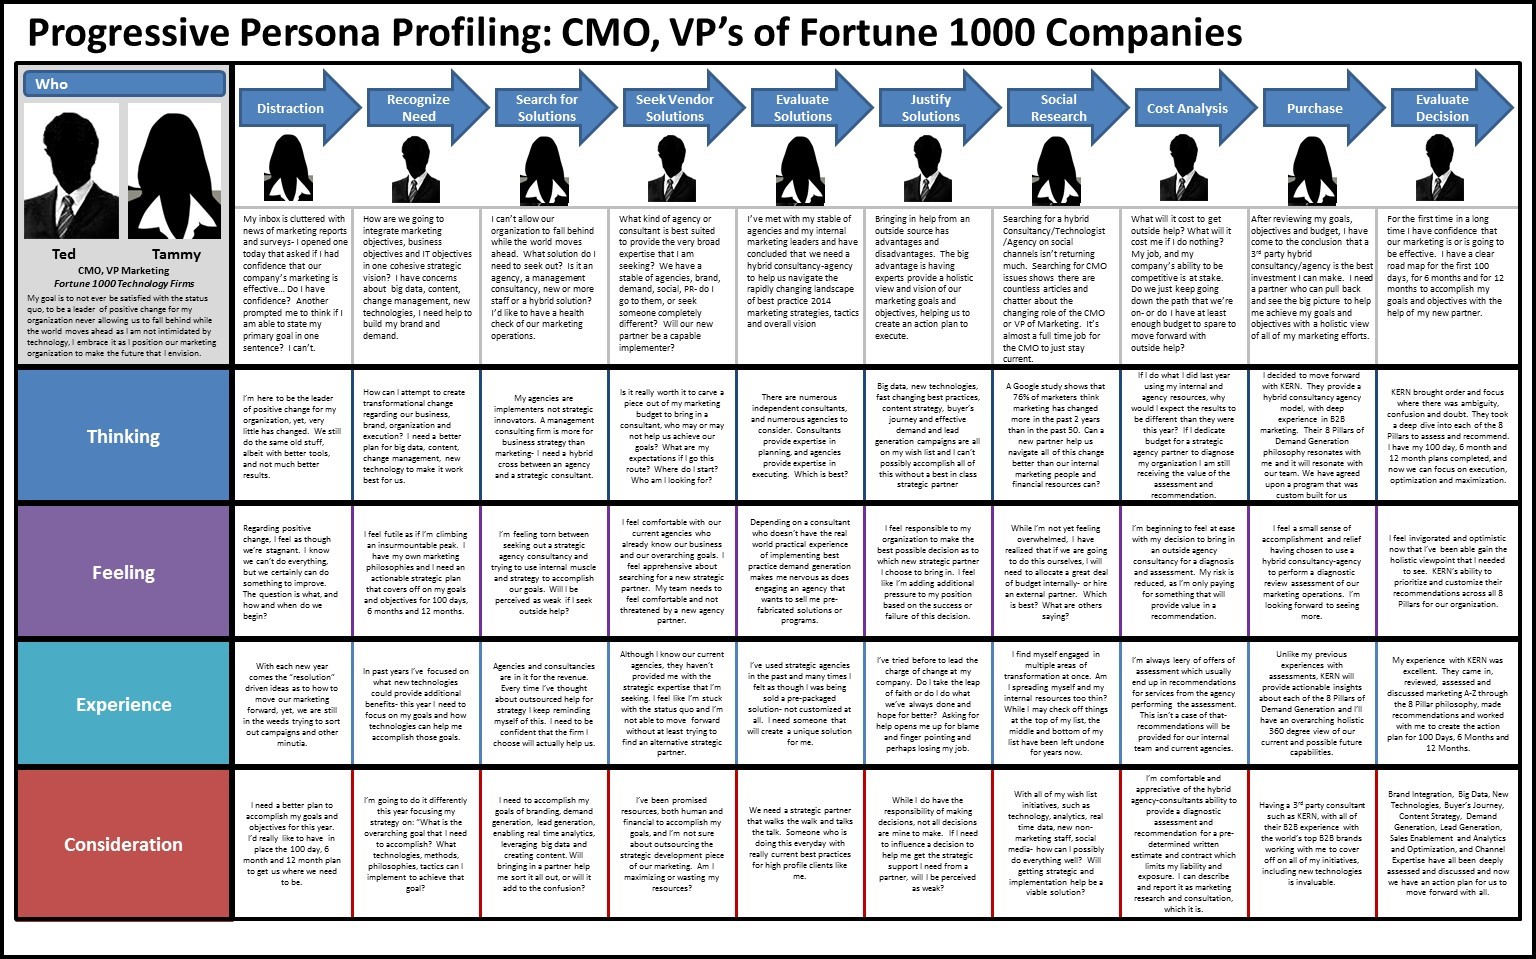 Progressive Persona Profiling: CMO, VP's of Fortune 1000 Companies
Who
Ted
Tammy
CMO, VP Marketing
Fortune 1000 Technology Firms
My goal is to not ever be satisfied with the status
quo, to be a leader of positive change for my
organization never allowing us to fall behind while
the world moves ahead as I am not intimidated by
technology, I embrace it as I position our marketing
organization to make the future that I envision.
Distraction
Recognize
Need
Search for
Solutions
Seek Vendor
Solutions
Evaluate
Solutions
Justify
Solutions
Social
Research
Cost Analysis
Purchase
Evaluate
Decision
My inbox is cluttered with
news of marketing reports
and surveys- I opened one
today that asked if I had
confidence that our
company's marketing is
effective... Do I have
confidence? Another
prompted me to think if I
am able to state my
primary goal in one
sentence? I can't.
How are we going to
integrate marketing
objectives, business
objectives and IT objectives
in one cohesive strategic
vision? I have concerns
about big data, content,
change management, new
technologies, I need help to
build my brand and
demand.
I can't allow our
organization to fall behind
while the world moves
ahead. What solution do I
need to seek out? Is it an
agency, a management
consultancy, new or more
staff or a hybrid solution?
I'd like to have a health
check of our marketing
operations.
What kind of agency or
consultant is best suited
to provide the very broad
expertise that I am
seeking? We have a
stable of agencies, brand,
demand, social, PR- do I
go to them, or seek
someone completely
different? Will our new
partner be a capable
implementer?
I've met with my stable of
agencies and my internal
marketing leaders and have
concluded that we need a
hybrid consultancy-agency
to help us navigate the
rapidly changing landscape
of best practice 2014
marketing strategies, tactics
and overall vision
Bringing in help from an
outside source has
advantages and
disadvantages. The big
advantage is having
experts provide a holistic
view and vision of our
marketing goals and
objectives, helping us to
create an action plan to
execute.
Searching for a hybrid
Consultancy/Technologist
/Agency on social
channels isn't returning
much. Searching for CMO
issues shows there are
countless articles and
chatter about the
changing role of the CMO
or VP of Marketing. It's
almost a full time job for
the CMO to just stay
current.
What will it cost to get
outside help? What will it
cost me if I do nothing?
My job, and my
company's ability to be
competitive is at stake.
Do we just keep going
down the path that we're
on- or do I have at least
enough budget to spare to
move forward with
outside help?
After reviewing my goals,
objectives and budget, I have
come to the conclusion that a
3rd party hybrid
consultancy/agency is the best
investment I can make. I need
a partner who can pull back
and see the big picture to help
me achieve my goals and
objectives with a holistic view
of all of my marketing efforts.
For the first time in a long
time I have confidence that
our marketing is or is going to
be effective. I have a clear
road map for the first 100
days, for 6 months and for 12
months to accomplish my
goals and objectives with the
help of my new partner.
Thinking
I'm here to be the leader
of positive change for my
organization, yet, very
little has changed. We still
do the same old stuff,
albeit with better tools,
and not much better
results.
How can I attempt to create
transformational change
regarding our business,
brand, organization and
execution? I need a better
plan for big data, content,
change management, new
technology to make it work
best for us.
My agencies are
implementers not strategic
innovators. A management
consulting firm is more for
business strategy than
marketing- I need a hybrid
cross between an agency
and a strategic consultant.
Is it really worth it to carve a
piece out of my marketing
budget to bring in a
consultant, who may or may
not help us achieve our
goals? What are my
expectations if I go this
route? Where do I start?
Who am I looking for?
There are numerous
independent consultants,
and numerous agencies to
consider. Consultants
provide expertise in
planning, and agencies
provide expertise in
executing. Which is best?
Big data, new technologies,
fast changing best practices,
content strategy, buyer's
journey and effective
demand and lead
generation campaigns are all
on my wish list and I can't
possibly accomplish all of
this without a best in class
strategic partner
A Google study shows that
76% of marketers think
marketing has changed
more in the past 2 years
than in the past 50. Can a
new partner help us
navigate all of this change
better than our internal
marketing people and
financial resources can?
If I do what I did last year
using my internal and
agency resources, why
would I expect the results to
be different than they were
this year? If I dedicate
budget for a strategic
agency partner to diagnose
my organization I am still
receiving the value of the
assessment and
recommendation.
I decided to move forward
with KERN. They provide a
hybrid consultancy agency
model, with deep
experience in B2B
marketing. Their 8 Pillars of
Demand Generation
philosophy resonates with
me and it will resonate with
our team. We have agreed
upon a program that was
custom built for us
KERN brought order and focus
where there was ambiguity,
confusion and doubt. They took
a deep dive into each of the 8
Pillars to assess and recommend.
I have my 100 day, 6 month and
12 month plans completed, and
now we can focus on execution,
optimization and maximization.
Feeling
Regarding positive
change, I feel as though
we're stagnant. I know
we can't do everything,
but we certainly can do
something to improve.
The question is what, and
how and when do we
begin?
I feel futile as if I'm climbing
an insurmountable peak. I
have my own marketing
philosophies and I need an
actionable strategic plan
that covers off on my goals
and objectives for 100 days,
6 months and 12 months.
I'm feeling torn between
seeking out a strategic
agency consultancy and
trying to use internal muscle
and strategy to accomplish
our goals. Will I be
perceived as weak if I seek
outside help?
I feel comfortable with our
current agencies who
already know our business
and our overarching goals. I
feel apprehensive about
searching for a new strategic
partner. My team needs to
feel comfortable and not
threatened by a new agency
partner.
Depending on a consultant
who doesn't have the real
world practical experience
of implementing best
practice demand generation
makes me nervous as does
engaging an agency that
wants to sell me pre-
fabricated solutions or
programs.
I feel responsible to my
organization to make the
best possible decision as to
which new strategic partner
I choose to bring in. I feel
like I'm adding additional
pressure to my position
based on the success or
failure of this decision.
While I'm not yet feeling
overwhelmed, I have
realized that if we are going
to do this ourselves, I will
need to allocate a great deal
of budget internally- or hire
an external partner. Which
is best? What are others
saying?
I'm beginning to feel at ease
with my decision to bring in
an outside agency
consultancy for a diagnosis
and assessment. My risk is
reduced, as I'm only paying
for something that will
provide value in a
recommendation.
I feel a small sense of
accomplishment and relief
having chosen to use a
hybrid consultancy-agency
to perform a diagnostic
review assessment of our
marketing operations. I'm
looking forward to seeing
more.
I feel invigorated and optimistic
now that I've been able gain the
holistic viewpoint that I needed
to see. KERN's ability to
prioritize and customize their
recommendations across all 8
Pillars for our organization.
Experience
With each new year
comes the "resolution"
driven ideas as to how to
move our marketing
forward, yet, we are still
in the weeds trying to sort
out campaigns and other
minutia.
In past years I've focused on
what new technologies
could provide additional
benefits- this year I need to
focus on my goals and how
technologies can help me
accomplish those goals.
Agencies and consultancies
are in it for the revenue.
Every time I've thought
about outsourced help for
strategy I keep reminding
myself of this. I need to be
confident that the firm I
choose will actually help us.
Although I know our current
agencies, they haven't
provided me with the
strategic expertise that I'm
seeking. I feel like I'm stuck
with the status quo and I'm
not able to move forward
without at least trying to
find an alternative strategic
partner.
I've used strategic agencies
in the past and many times I
felt as though I was being
sold a pre-packaged
solution- not customized at
all. I need someone that
will create a unique solution
for me.
I've tried before to lead the
charge of change at my
company. Do I take the leap
of faith or do I do what
we've always done and
hope for better? Asking for
help opens me up for blame
and finger pointing and
perhaps losing my job.
I find myself engaged in
multiple areas of
transformation at once. Am
I spreading myself and my
internal resources too thin?
While I may check off things
at the top of my list, the
middle and bottom of my
list have been left undone
for years now.
I'm always leery of offers of
assessment which usually
end up in recommendations
for services from the agency
performing the assessment.
This isn't a case of that-
recommendations will be
provided for our internal
team and current agencies.
Unlike my previous
experiences with
assessments, KERN will
provide actionable insights
about each of the 8 Pillars of
Demand Generation and I'll
have an overarching holistic
360 degree view of our
current and possible future
capabilities.
My experience with KERN was
excellent. They came in,
reviewed, assessed and
discussed marketing A-Z through
the 8 Pillar philosophy, made
recommendations and worked
with me to create the action
plan for 100 Days, 6 Months and
12 Months.
Consideration
I need a better plan to
accomplish my goals and
objectives for this year.
I'd really like to have in
place the 100 day, 6
month and 12 month plan
to get us where we need
to be.
I'm going to do it differently
this year focusing my
strategy on: "What is the
overarching goal that I need
to accomplish? What
technologies, methods,
philosophies, tactics can I
implement to achieve that
goal?
I need to accomplish my
goals of branding, demand
generation, lead generation,
enabling real time analytics,
leveraging big data and
creating content. Will
bringing in a partner help
me sort it all out, or will it
add to the confusion?
I've been promised
resources, both human and
financial to accomplish my
goals, and I'm not sure
about outsourcing the
strategic development piece
of our marketing. Am I
maximizing or wasting my
resources?
We need a strategic partner
that walks the walk and talks
the talk. Someone who is
doing this everyday with
really current best practices
for high profile clients like
me.
While I do have the
responsibility of making
decisions, not all decisions
are mine to make. If I need
to influence a decision to
help me get the strategic
support I need from a
partner, will I be perceived
as weak?
With all of my wish list
initiatives, such as
technology, analytics, real
time data, new non-
marketing staff, social
media- how can I possibly
do everything well? Will
getting strategic and
implementation help be a
viable solution?
I'm comfortable and
appreciative of the hybrid
agency-consultants ability to
provide a diagnostic
assessment and
recommendation for a pre-
determined written
estimate and contract which
limits my liability and
exposure. I can describe
and report it as marketing
research and consultation,
which it is.
Having a 3rd party consultant
such as KERN, with all of
their B2B experience with
the world's top B2B brands
working with me to cover
off on all of my initiatives,
including new technologies
is invaluable.
Brand Integration, Big Data, New
Technologies, Buyer's Journey,
Content Strategy, Demand
Generation, Lead Generation,
Sales Enablement and Analytics
and Optimization, and Channel
Expertise have all been deeply
assessed and discussed and now
we have an action plan for us to
move forward with all.